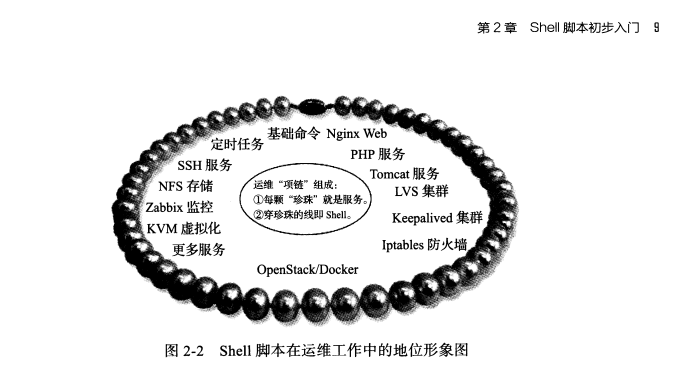 第 2 章 Shell 脚本初步入门 9
基础命令 Nginx Web
定时任务
PHP 服务
SSH 服务
Tomcat 服务
NFS 存储
LVS 集群
Zabbix 监控
Keepalived 集群
KVM 虚拟化
Iptables 防火墙
更多服务
OpenStack/Docker
运维“项链”组成：
①每颗“珍珠”就是服务。
②穿珍珠的线即 Shell。
图 2-2 Shell 脚本在运维工作中的地位形象图